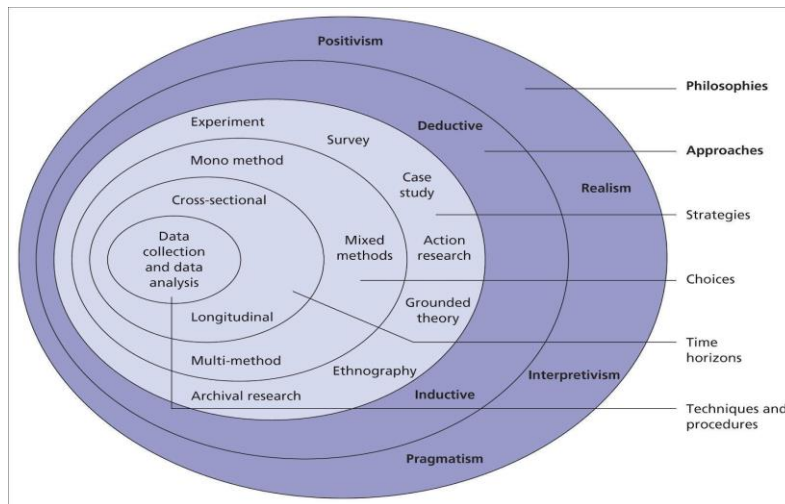 Positivism
Philosophies
Experiment
Survey
Deductive
Mono method
Approaches
Case
study
Realism
Cross-sectional
Strategies
Data
collection
and data
analysis
Mixed
methods
Action
research
Choices
Longitudinal
Grounded
theory
Time
horizons
Multi-method
Ethnography
Interpretivism
Archival research
Inductive
Techniques and
procedures
Pragmatism